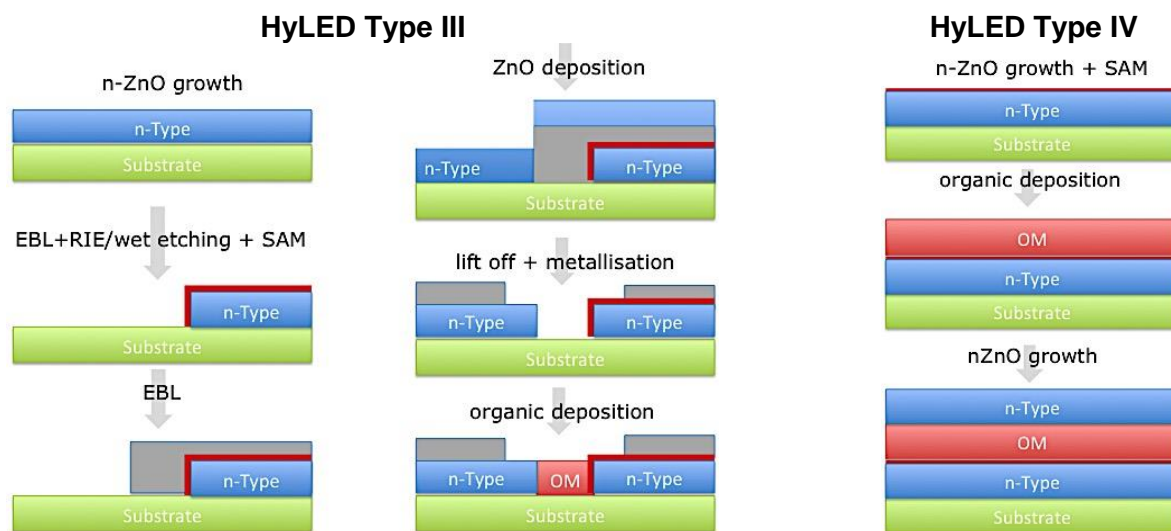 HyLED Type III
n-ZnO growth
n-Type
Substrate
EBL+RIE/wet etching + SAM
n-Type
Substrate
EBL
n-Type
Substrate
ZnO deposition
n-Type
n-Type
Substrate
lift off + metallisation
n-Type
n-Type
Substrate
organic deposition
n-Type
OM
n-Type
Substrate
HyLED Type IV
n-ZnO growth + SAM
n-Type
Substrate
organic deposition
OM
n-Type
Substrate
nZnO growth
n-Type
OM
n-Type
Substrate